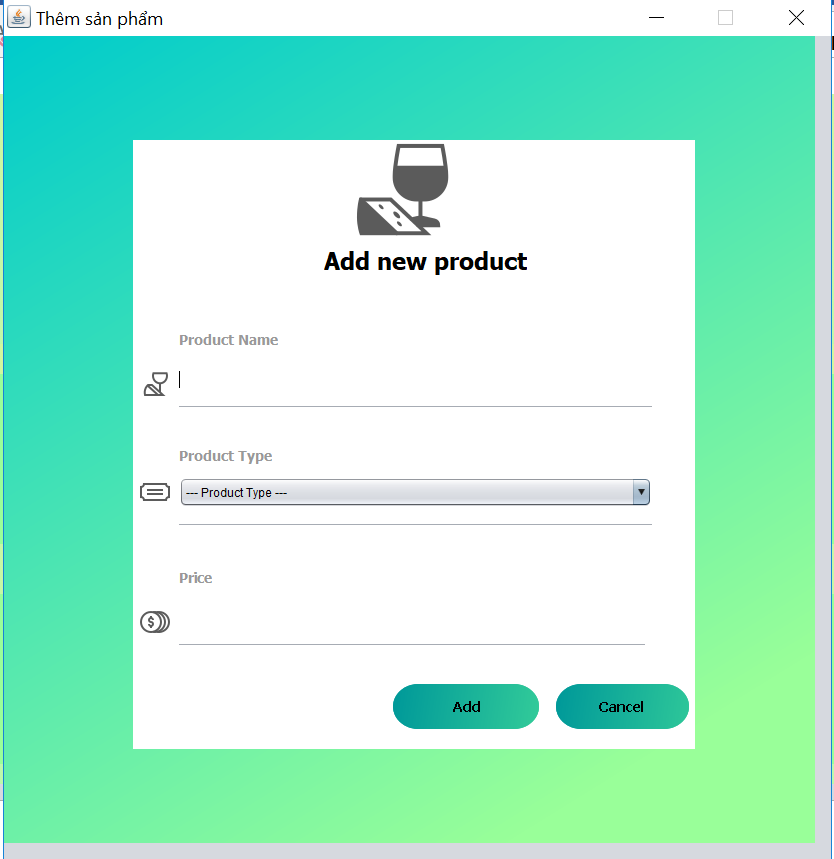 Thêm sản phẩm
Add new product
Product Name
Product Type
--- Product Type ---
Price
$
Add
Cancel